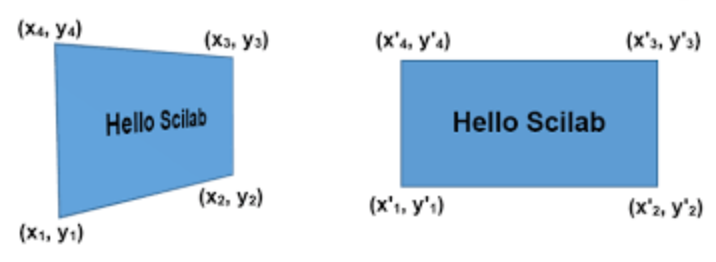 (x₄, y₄)
(x₃, y₃)
Hello Scilab
(x₂, y₂)
(x₁, y₁)
(x'₄, y'₄)
(x'₃, y'₃)
Hello Scilab
(x'₁, y'₁)
(x'₂, y'₂)